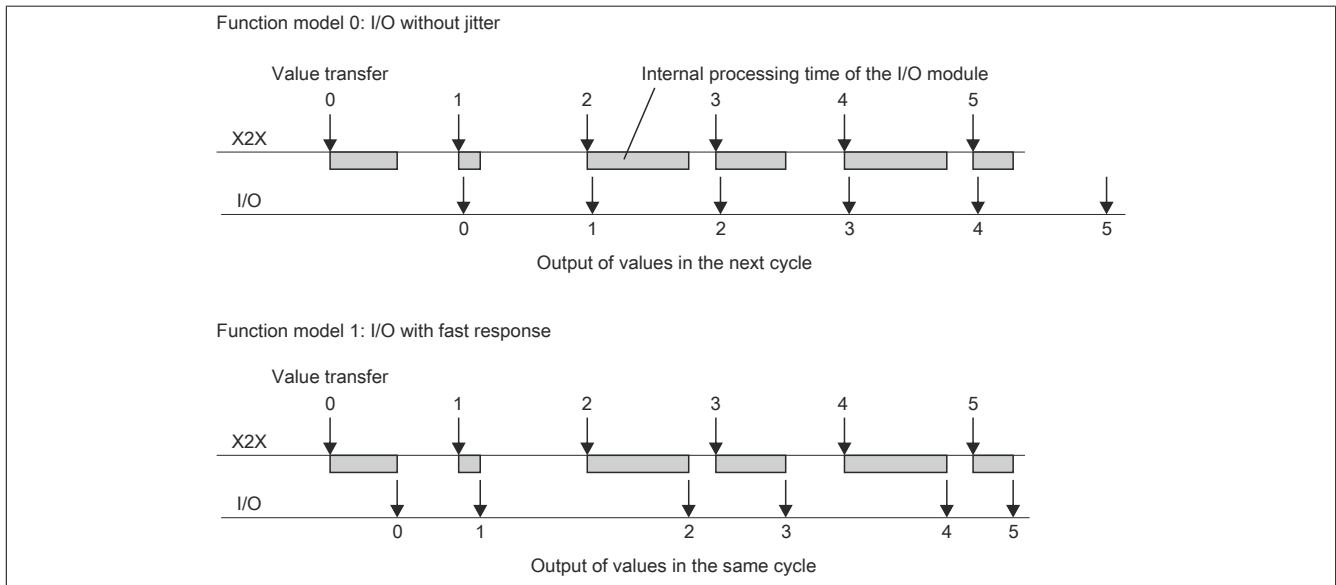 Function model 0: I/O without jitter
Value transfer
Internal processing time of the I/O module
0 1 2 3 4 5
X2X
I/O
0 1 2 3 4 5
Output of values in the next cycle
Function model 1: I/O with fast response
Value transfer
0 1 2 3 4 5
X2X
I/O
0 1 2 3 4 5
Output of values in the same cycle